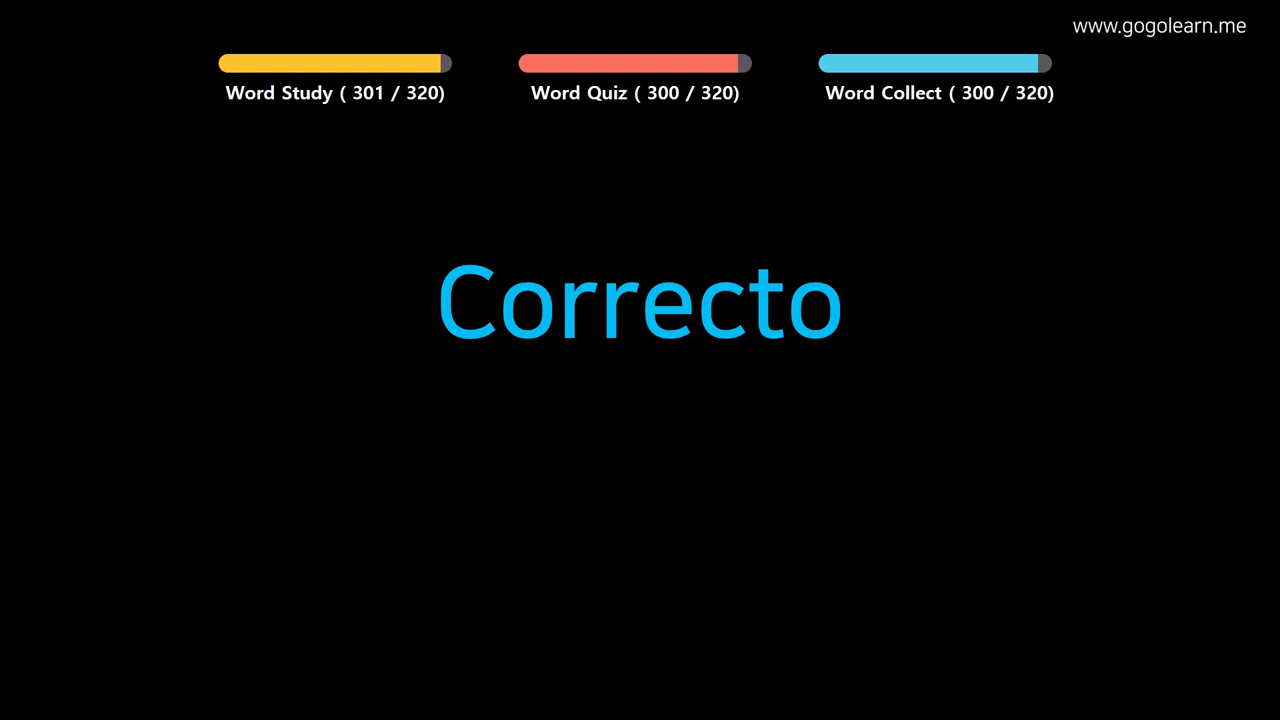 www.gogolearn.me
Word Study ( 301 / 320)
Word Quiz ( 300 / 320)
Word Collect ( 300 / 320)
Correcto